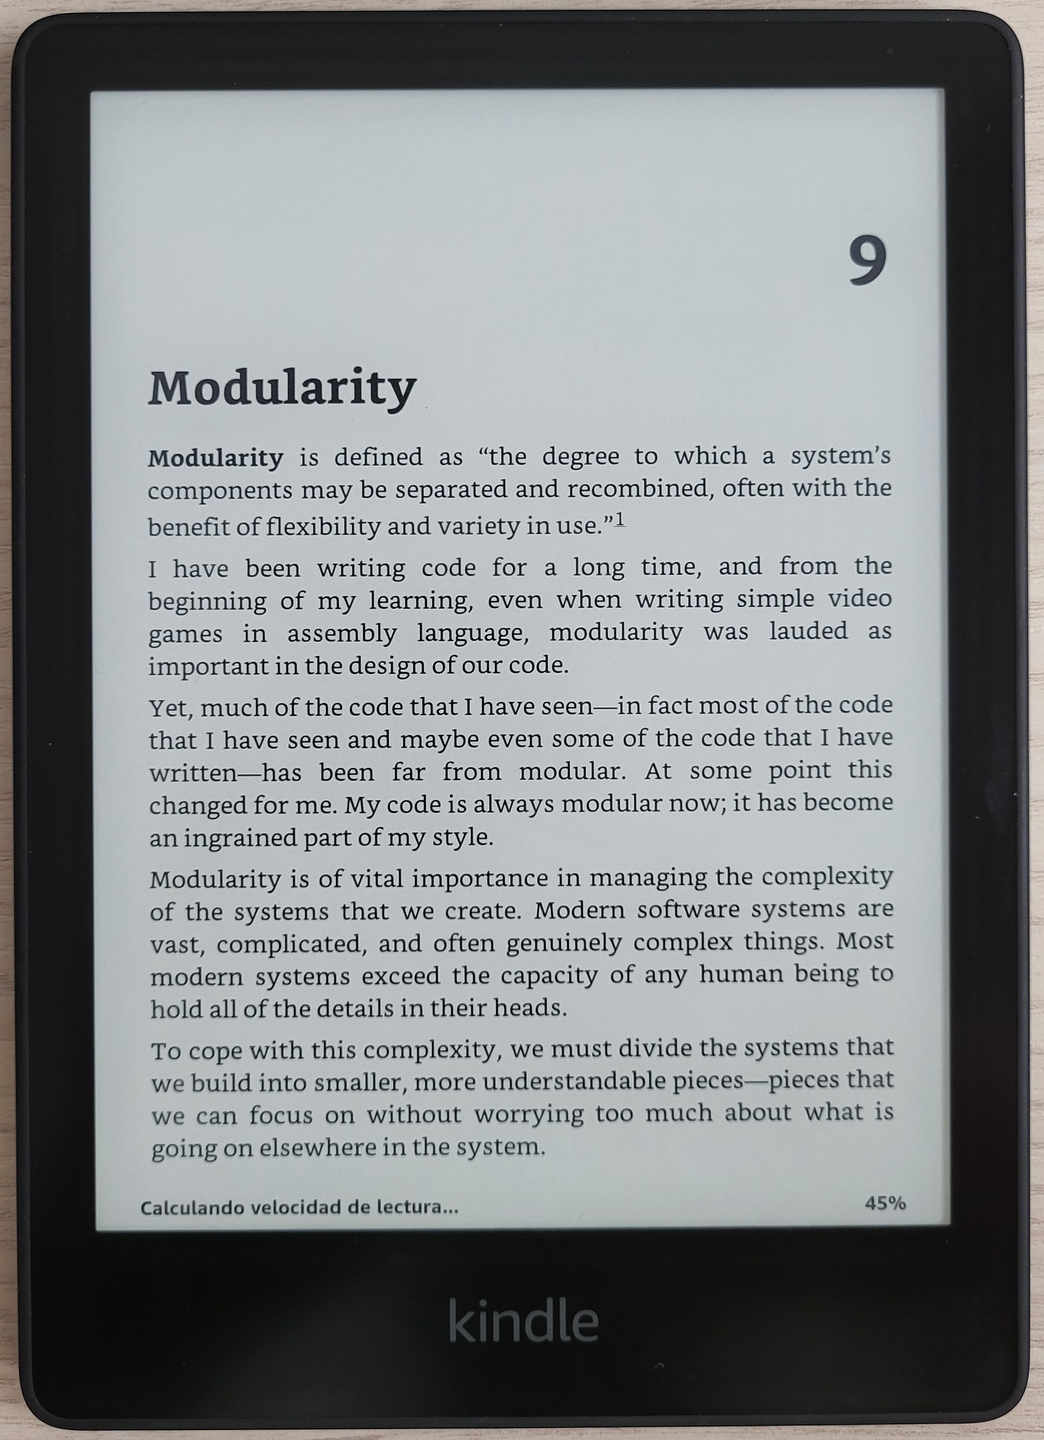 9
Modularity
Modularity is defined as “the degree to which a system’s
components may be separated and recombined, often with the
benefit of flexibility and variety in use.”1
I have been writing code for a long time, and from the
beginning of my learning, even when writing simple video
games in assembly language, modularity was lauded as
important in the design of our code.
Yet, much of the code that I have seen—in fact most of the code
that I have seen and maybe even some of the code that I have
written—has been far from modular. At some point this
changed for me. My code is always modular now; it has become
an ingrained part of my style.
Modularity is of vital importance in managing the complexity
of the systems that we create. Modern software systems are
vast, complicated, and often genuinely complex things. Most
modern systems exceed the capacity of any human being to
hold all of the details in their heads.
To cope with this complexity, we must divide the systems that
we build into smaller, more understandable pieces—pieces that
we can focus on without worrying too much about what is
going on elsewhere in the system.
Calculando velocidad de lectura... 45%
kindle